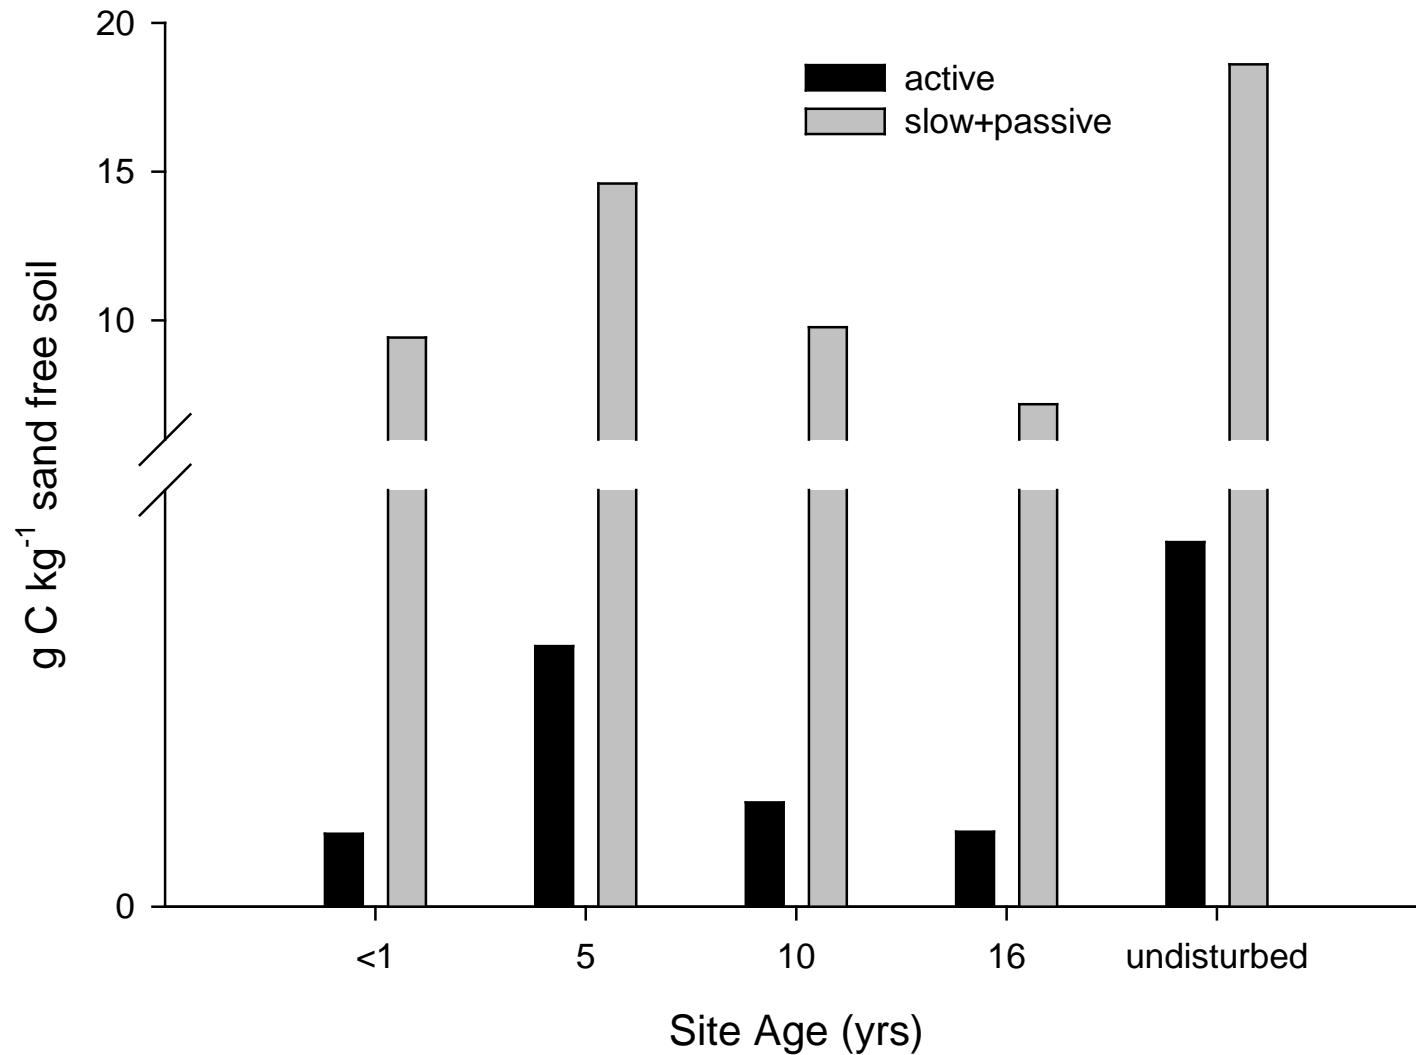 20
active
slow+passive
15
10
g C kg-1 sand free soil
0
<1 5 10 16 undisturbed
Site Age (yrs)